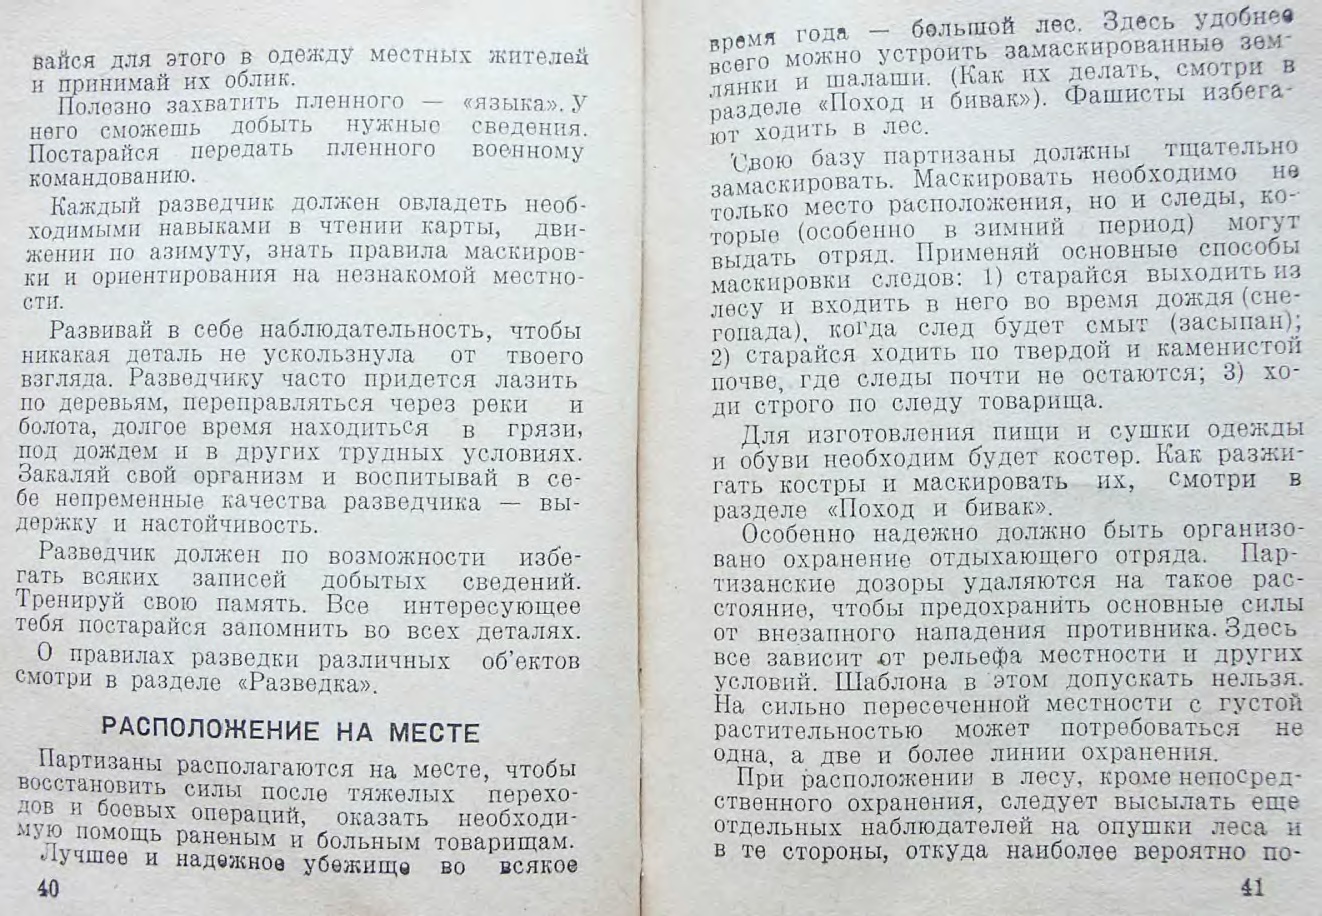 вайся для этого в одежду местных жителей
и принимай их облик.
Полезно захватить пленного — «языка». У
него сможешь добыть нужные сведения.
Постарайся передать пленного военному
командованию.
Каждый разведчик должен овладеть необ-
ходимыми навыками в чтении карты, дви-
жении по азимуту, знать правила маскиров-
ки и ориентирования на незнакомой местно-
сти.
Развивай в себе наблюдательность, чтобы
никакая деталь не ускользнула от твоего
взгляда. Разведчику часто придется лазить
по деревьям, переправляться через реки и
болота, долгое время находиться в грязи,
под дождем и в других трудных условиях.
Закаляй свой организм и воспитывай в се-
бе непременные качества разведчика — вы-
держку и настойчивость.
Разведчик должен по возможности избе-
гать всяких записей добытых сведений.
Тренируй свою память. Все интересующее
тебя постарайся запомнить во всех деталях.
О правилах разведки различных об'ектов
смотри в разделе «Разведка».
РАСПОЛОЖЕНИЕ НА МЕСТЕ
Партизаны располагаются на месте, чтобы
восстановить силы после тяжелых перехо-
дов и боевых операций, оказать необходи-
мую помощь раненым и больным товарищам.
Лучшее и надежное убежище во всякое
40
время года — большой лес. Здесь удобнее
всего можно устроить замаскированные зем-
лянки и шалаши. (Как их делать, смотри в
разделе «Поход и бивак»). Фашисты избега-
ют ходить в лес.
Свою базу партизаны должны тщательно
замаскировать. Маскировать необходимо не
только место расположения, но и следы, ко-
торые (особенно в зимний период) могут
выдать отряд. Применяй основные способы
маскировки следов: 1) старайся выходить из
лесу и входить в него во время дождя (сне-
гопада), когда след будет смыт (засыпан);
2) старайся ходить по твердой и каменистой
почве, где следы почти не остаются; 3) хо-
ди строго по следу товарища.
Для изготовления пищи и сушки одежды
и обуви необходим будет костер. Как разжи-
гать костры и маскировать их, смотри в
разделе «Поход и бивак».
Особенно надежно должно быть организо-
вано охранение отдыхающего отряда. Пар-
тизанские дозоры удаляются на такое рас-
стояние, чтобы предохранить основные силы
от внезапного нападения противника. Здесь
все зависит от рельефа местности и других
условий. Шаблона в этом допускать нельзя.
На сильно пересеченной местности с густой
растительностью может потребоваться не
одна, а две и более линии охранения.
При расположении в лесу, кроме непосред-
ственного охранения, следует высылать еще
отдельных наблюдателей на опушки леса и
в те стороны, откуда наиболее вероятно по-
41